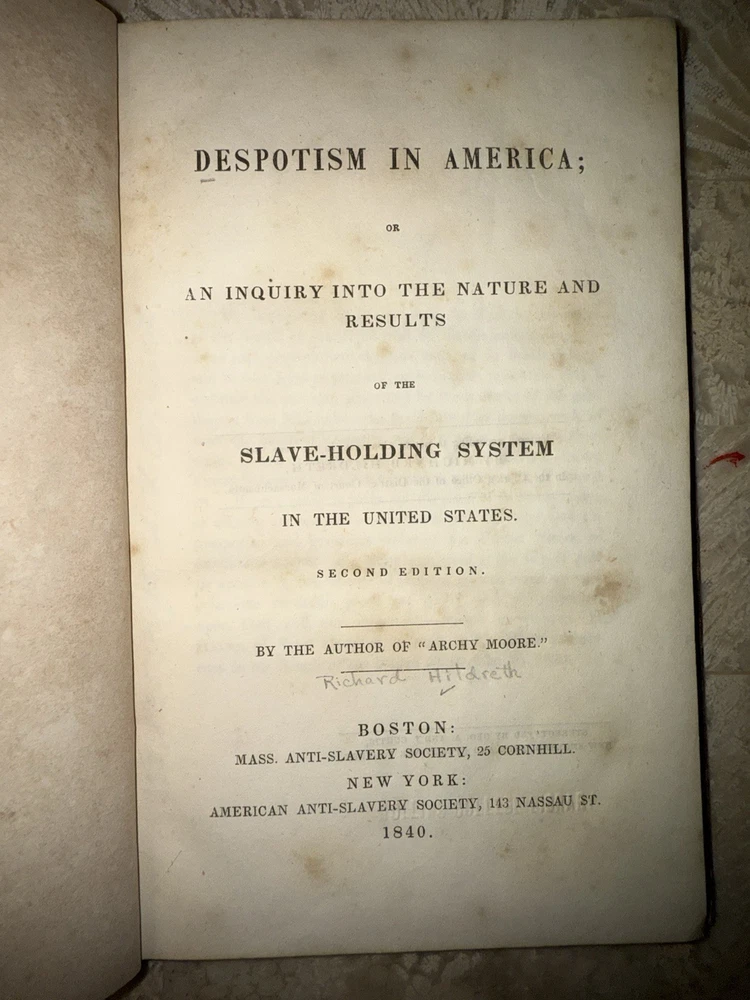 DESPOTISM IN AMERICA;
OR
AN INQUIRY INTO THE NATURE AND
RESULTS
OF THE
SLAVE-HOLDING SYSTEM
IN THE UNITED STATES.
SECOND EDITION.
BY THE AUTHOR OF "ARCHY MOORE."
Richard Hildreth
BOSTON:
MASS. ANTI-SLAVERY SOCIETY, 25 CORNHILL.
NEW YORK:
AMERICAN ANTI-SLAVERY SOCIETY, 143 NASSAU ST.
1840.